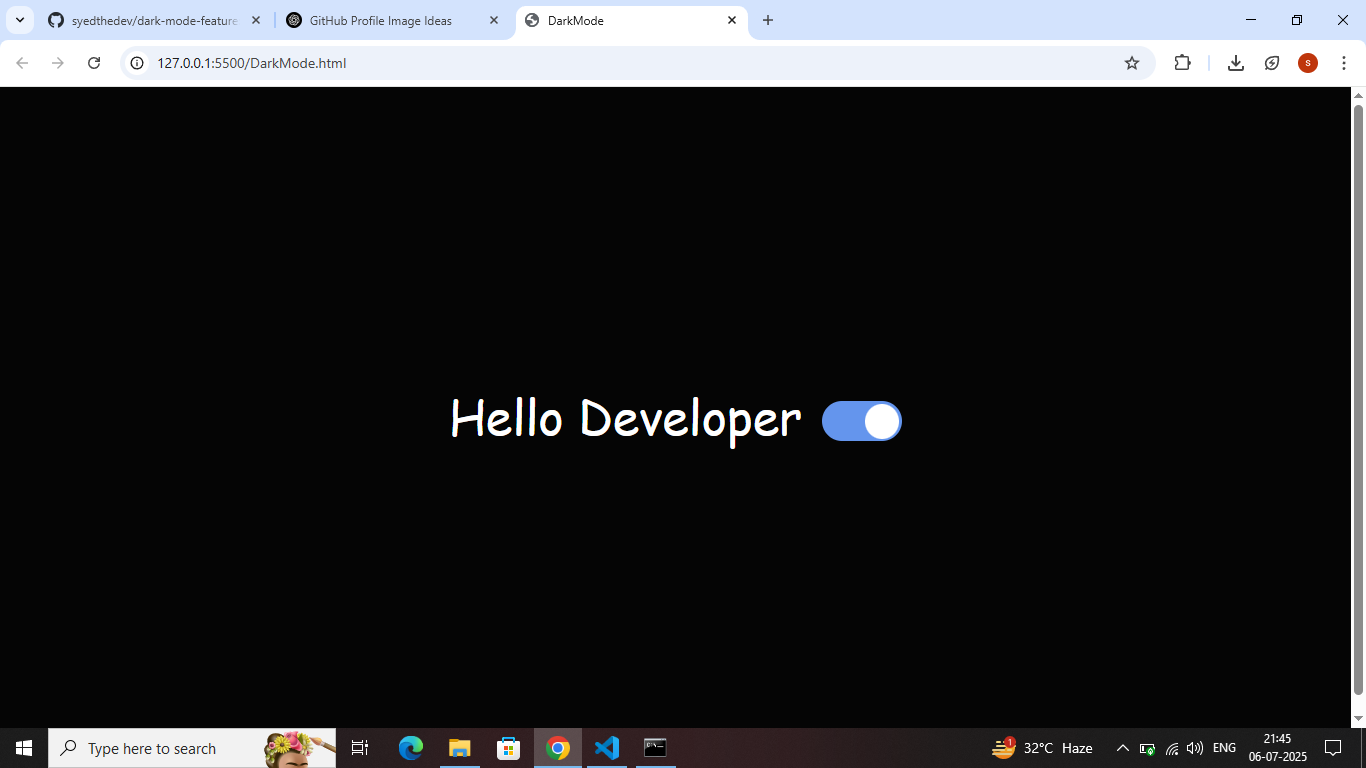 syedthedev/dark-mode-feature
GitHub Profile Image Ideas
DarkMode
127.0.0.1:5500/DarkMode.html
s
Hello Developer
Type here to search
1
32°C Haze
ENG
21:45
06-07-2025